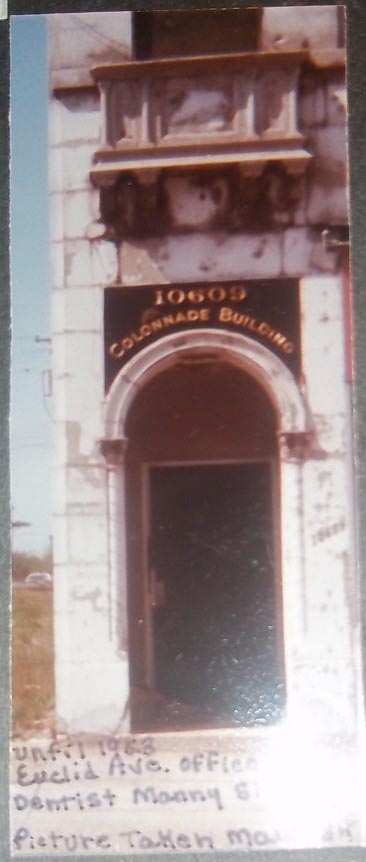 10609
COLONNADE BUILDING
10609
until 1953
Euclid Ave. office
Dentist Manny
Picture Taken